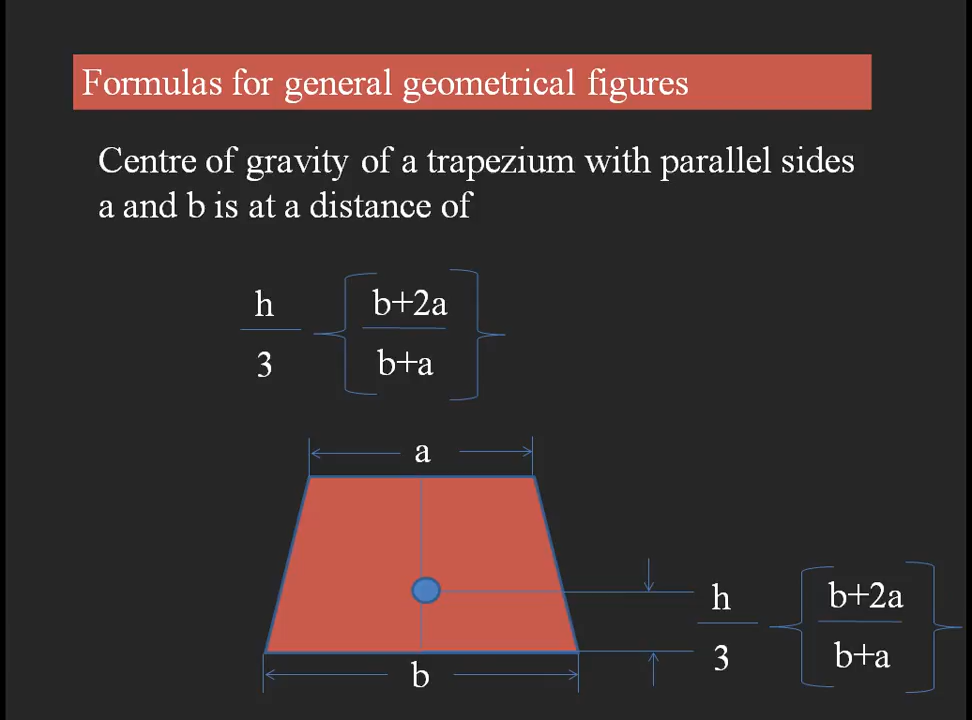 Formulas for general geometrical figures
Centre of gravity of a trapezium with parallel sides
a and b is at a distance of
h
3
b+2a
b+a
a
b
h
3
b+2a
b+a